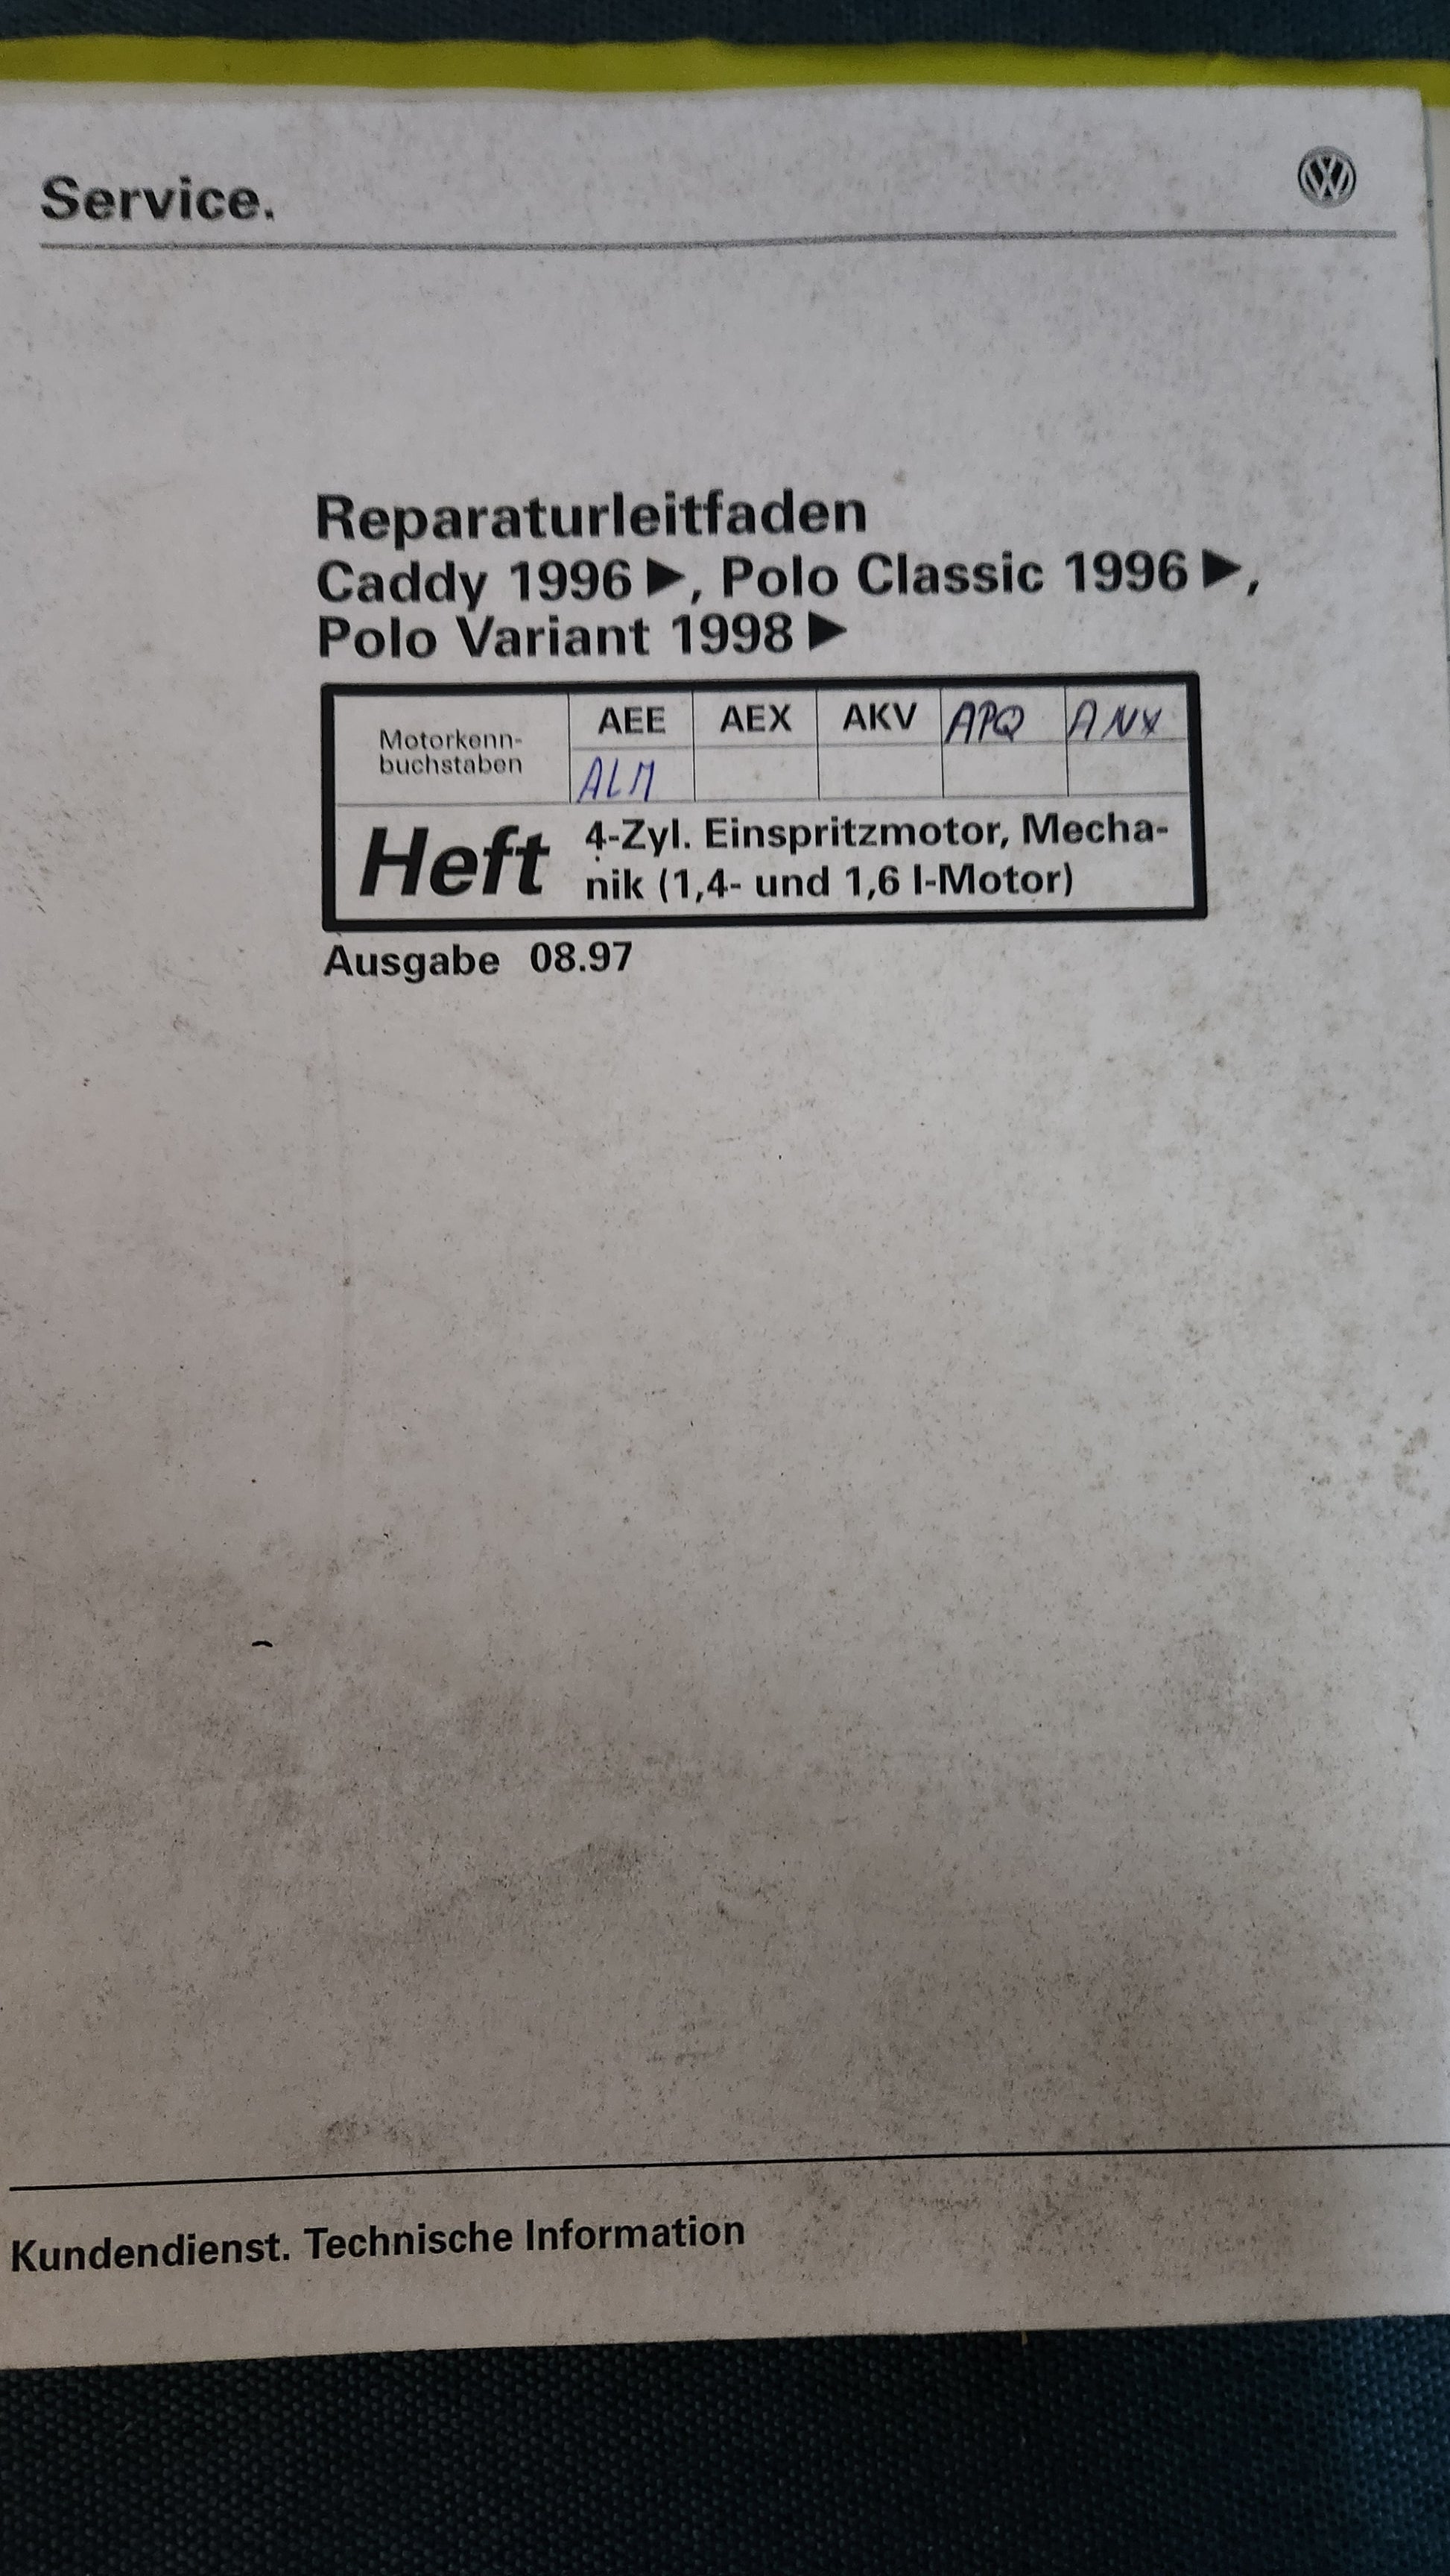 Service.
Reparaturleitfaden
Caddy 1996 ▶, Polo Classic 1996 ▶,
Polo Variant 1998 ▶
Motorkenn-
buchstaben
AEE AEX AKV APQ ANX
ALM
Heft
4-Zyl. Einspritzmotor, Mecha-
nik (1,4- und 1,6 l-Motor)
Ausgabe 08.97
Kundendienst. Technische Information